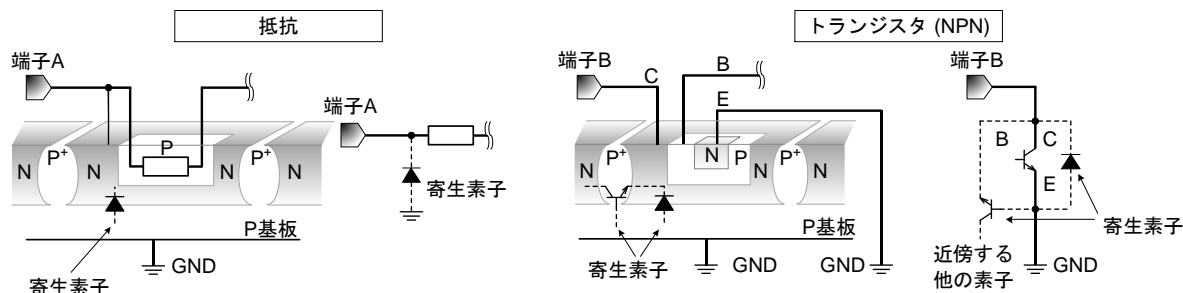 抵抗
トランジスタ (NPN)
端子A
端子A
P
N
P+
N
N
P+
N
寄生素子
P基板
GND
寄生素子
端子B
C
B
E
N
P+
N
N
P
N
P+
N
P基板
寄生素子
GND
GND
端子B
B
C
E
寄生素子
近傍する
他の素子
GND